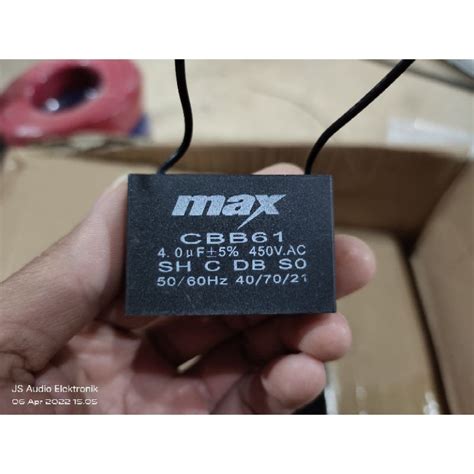 max
CBB61
4.0µF±5% 450V.AC
SH C DB SO
50/60Hz 40/70/21
JS Audio Elektronik
06 Apr 2022 15.05